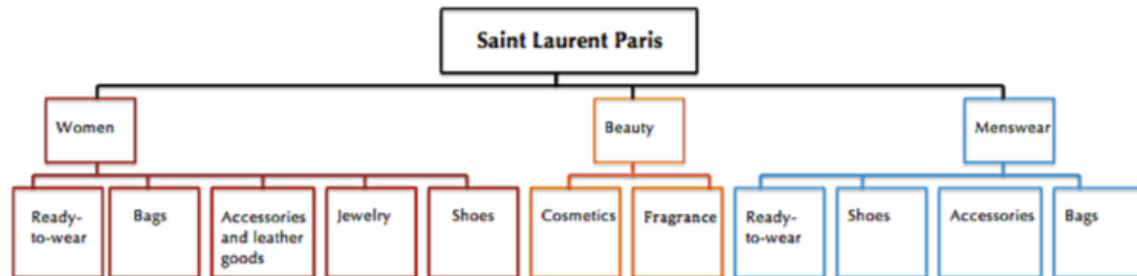 Saint Laurent Paris
Women
Beauty
Menswear
Ready-
to-wear
Bags
Accessories
and leather
goods
Jewelry
Shoes
Cosmetics
Fragrance
Ready-
to-wear
Shoes
Accessories
Bags